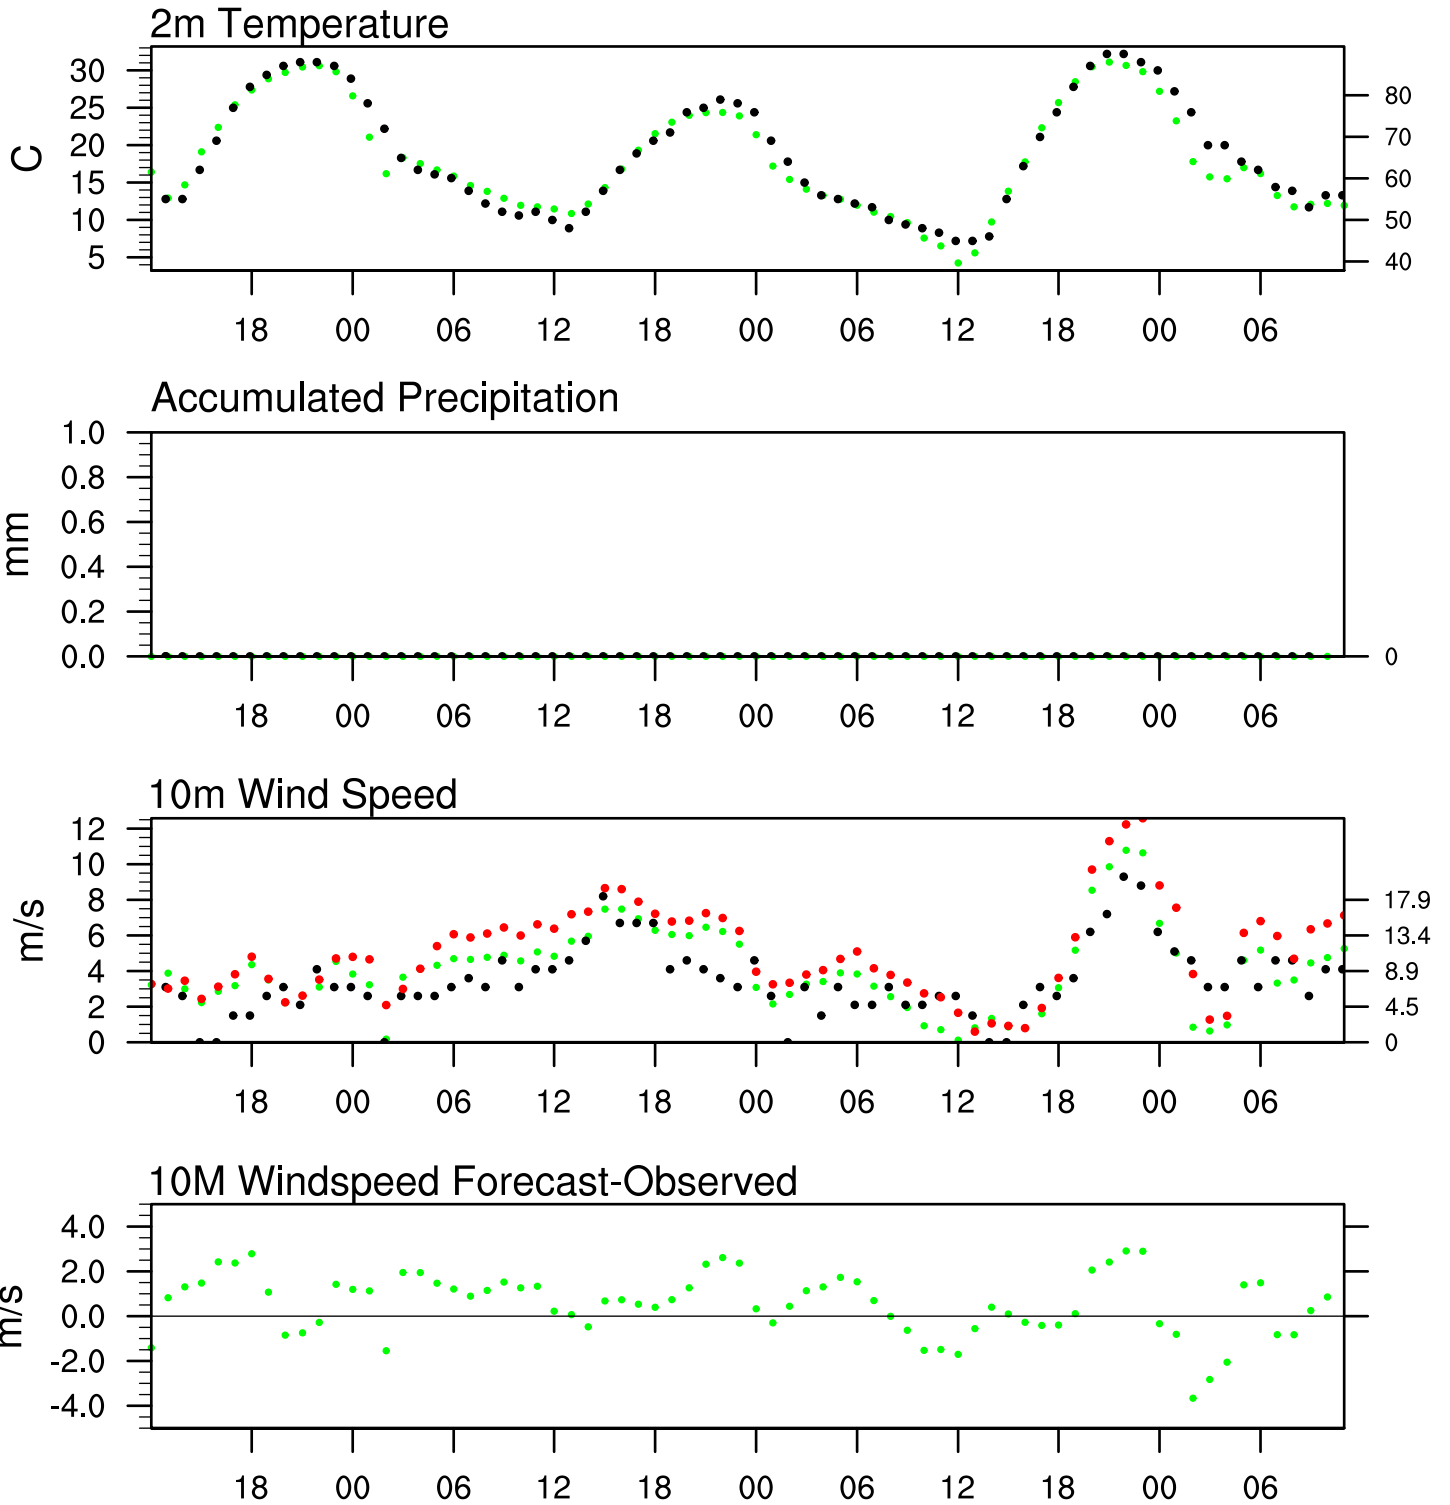 2m Temperature
30
25
20
15
10
5
C
80
70
60
50
40
18 00 06 12 18 00 06 12 18 00 06
Accumulated Precipitation
1.0
0.8
0.6
0.4
0.2
0.0
mm
0
18 00 06 12 18 00 06 12 18 00 06
10m Wind Speed
12
10
8
6
4
2
0
m/s
17.9
13.4
8.9
4.5
0
18 00 06 12 18 00 06 12 18 00 06
10M Windspeed Forecast-Observed
4.0
2.0
0.0
-2.0
-4.0
m/s
18 00 06 12 18 00 06 12 18 00 06